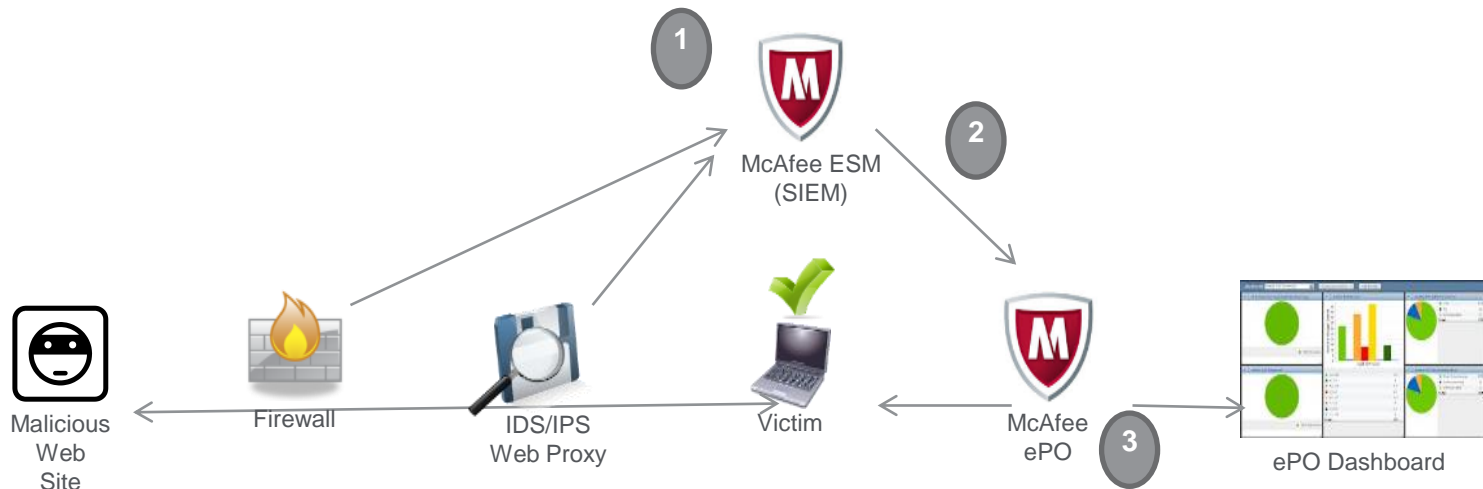 1
McAfee ESM
(SIEM)
2
Malicious
Web
Site
Firewall
IDS/IPS
Web Proxy
Victim
McAfee
ePO
3
ePO Dashboard